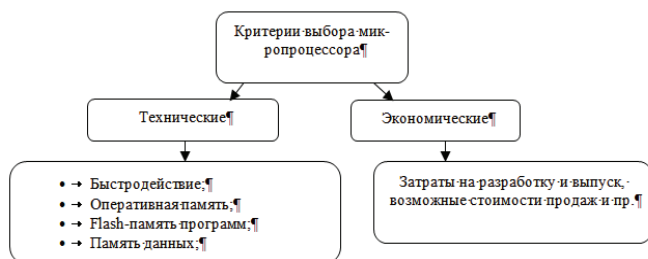 Критерии выбора мик-
ропроцессора¶
Технические¶
Экономические¶
• → Быстродействие;¶
• → Оперативная память;¶
• → Flash-память программ;¶
• → Память данных;¶
Затраты на разработку и выпуск,
возможные стоимости продаж и пр.¶